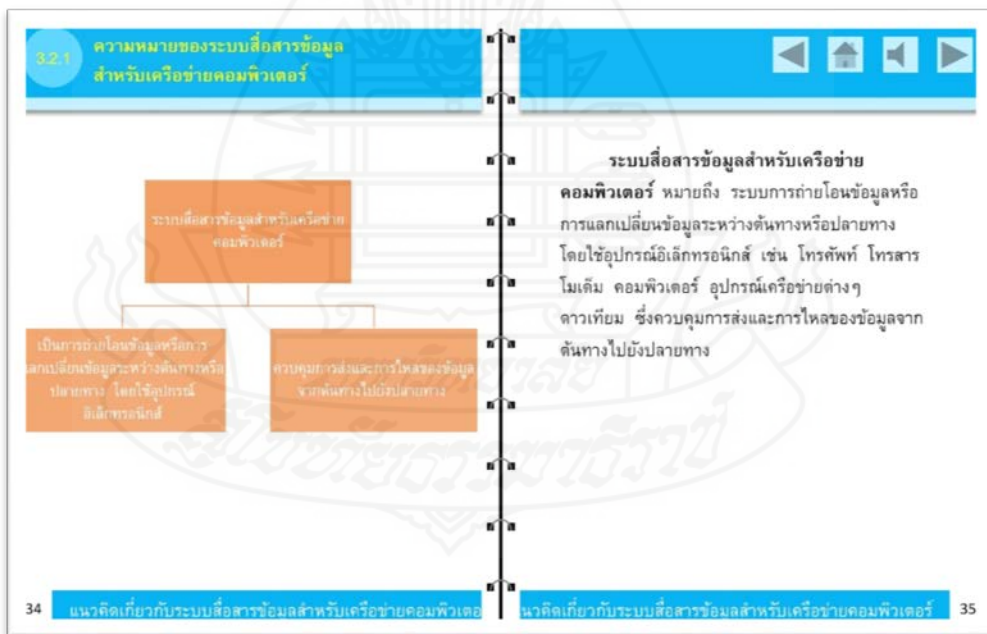 3.2.1
ความหมายของระบบสื่อสารข้อมูล
สำหรับเครือข่ายคอมพิวเตอร์
ระบบสื่อสารข้อมูลสำหรับเครือข่าย
คอมพิวเตอร์
เป็นการถ่ายโอนข้อมูลหรือการ
แลกเปลี่ยนข้อมูลระหว่างต้นทางหรือ
ปลายทาง โดยใช้อุปกรณ์
อิเล็กทรอนิกส์
ควบคุมการส่งและการไหลของข้อมูล
จากต้นทางไปยังปลายทาง
34 แนวคิดเกี่ยวกับระบบสื่อสารข้อมูลสำหรับเครือข่ายคอมพิวเตอ
ระบบสื่อสารข้อมูลสำหรับเครือข่าย
คอมพิวเตอร์ หมายถึง ระบบการถ่ายโอนข้อมูลหรือ
การแลกเปลี่ยนข้อมูลระหว่างต้นทางหรือปลายทาง
โดยใช้อุปกรณ์อิเล็กทรอนิกส์ เช่น โทรศัพท์ โทรสาร
โมเด็ม คอมพิวเตอร์ อุปกรณ์เครือข่ายต่างๆ
ดาวเทียม ซึ่งควบคุมการส่งและการไหลของข้อมูลจาก
ต้นทางไปยังปลายทาง
นวคิดเกี่ยวกับระบบสื่อสารข้อมูลสำหรับเครือข่ายคอมพิวเตอร์ 35